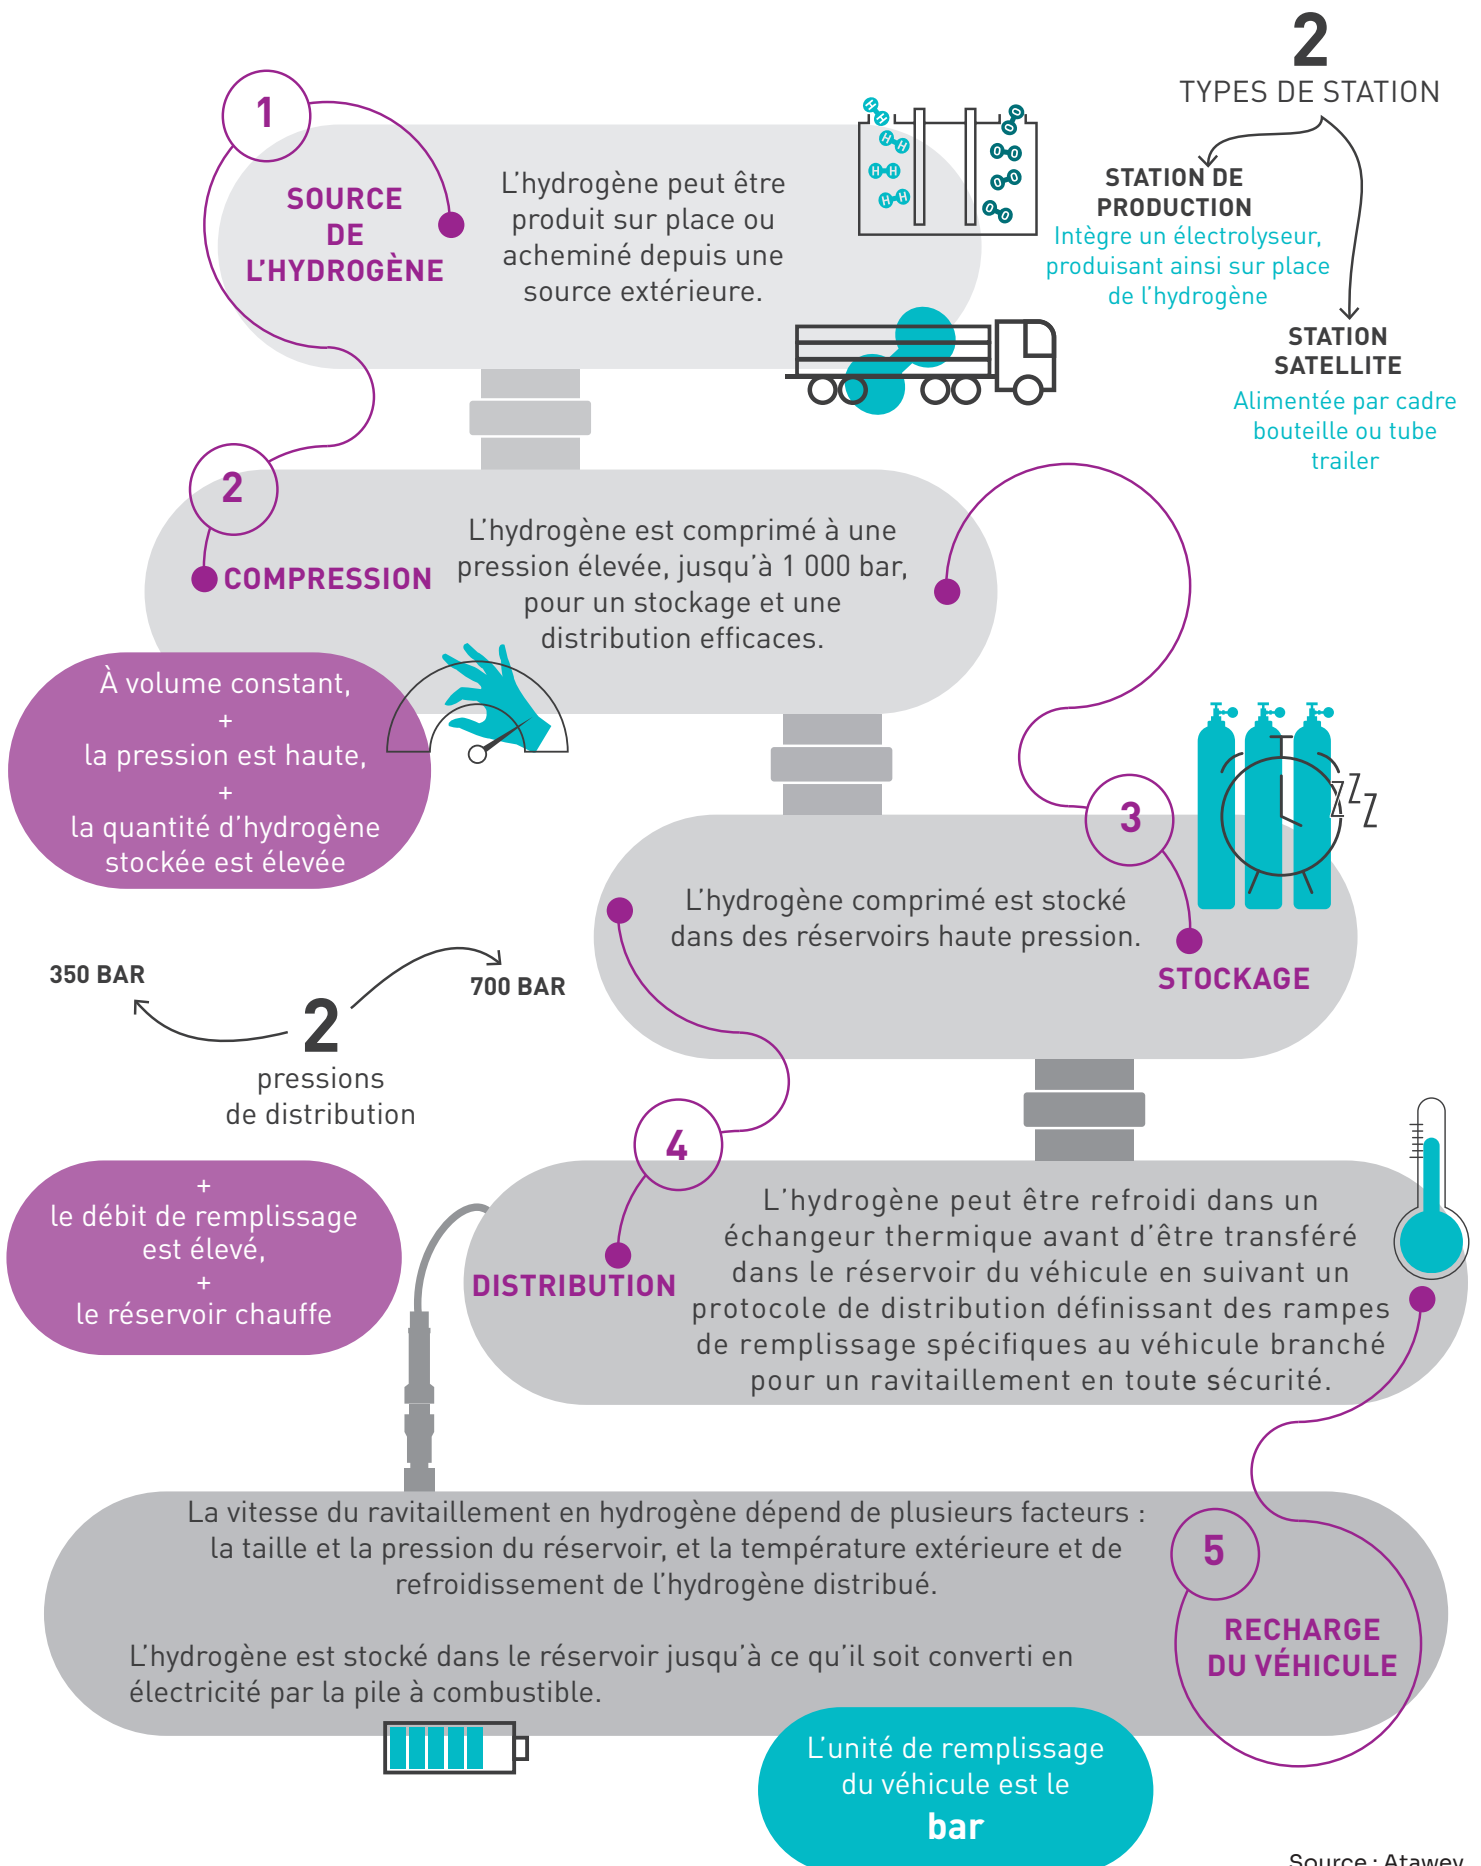 2
TYPES DE STATION
STATION DE
PRODUCTION
Intègre un électrolyseur,
produisant ainsi sur place
de l'hydrogène
STATION
SATELLITE
Alimentée par cadre
bouteille ou tube
trailer
1
SOURCE
DE
L'HYDROGÈNE
L'hydrogène peut être
produit sur place ou
acheminé depuis une
source extérieure.
H H
H H
H H
H H
O O
O O
O O
O O
2
COMPRESSION
L'hydrogène est comprimé à une
pression élevée, jusqu'à 1 000 bar,
pour un stockage et une
distribution efficaces.
À volume constant,
+
la pression est haute,
+
la quantité d'hydrogène
stockée est élevée
3
ZZZ
L'hydrogène comprimé est stocké
dans des réservoirs haute pression.
STOCKAGE
350 BAR
700 BAR
2
pressions
de distribution
4
DISTRIBUTION
L'hydrogène peut être refroidi dans un
échangeur thermique avant d'être transféré
dans le réservoir du véhicule en suivant un
protocole de distribution définissant des rampes
de remplissage spécifiques au véhicule branché
pour un ravitaillement en toute sécurité.
+
le débit de remplissage
est élevé,
+
le réservoir chauffe
5
RECHARGE
DU VÉHICULE
La vitesse du ravitaillement en hydrogène dépend de plusieurs facteurs :
la taille et la pression du réservoir, et la température extérieure et de
refroidissement de l'hydrogène distribué.
L'hydrogène est stocké dans le réservoir jusqu'à ce qu'il soit converti en
électricité par la pile à combustible.
L'unité de remplissage
du véhicule est le
bar
Source : Atawey